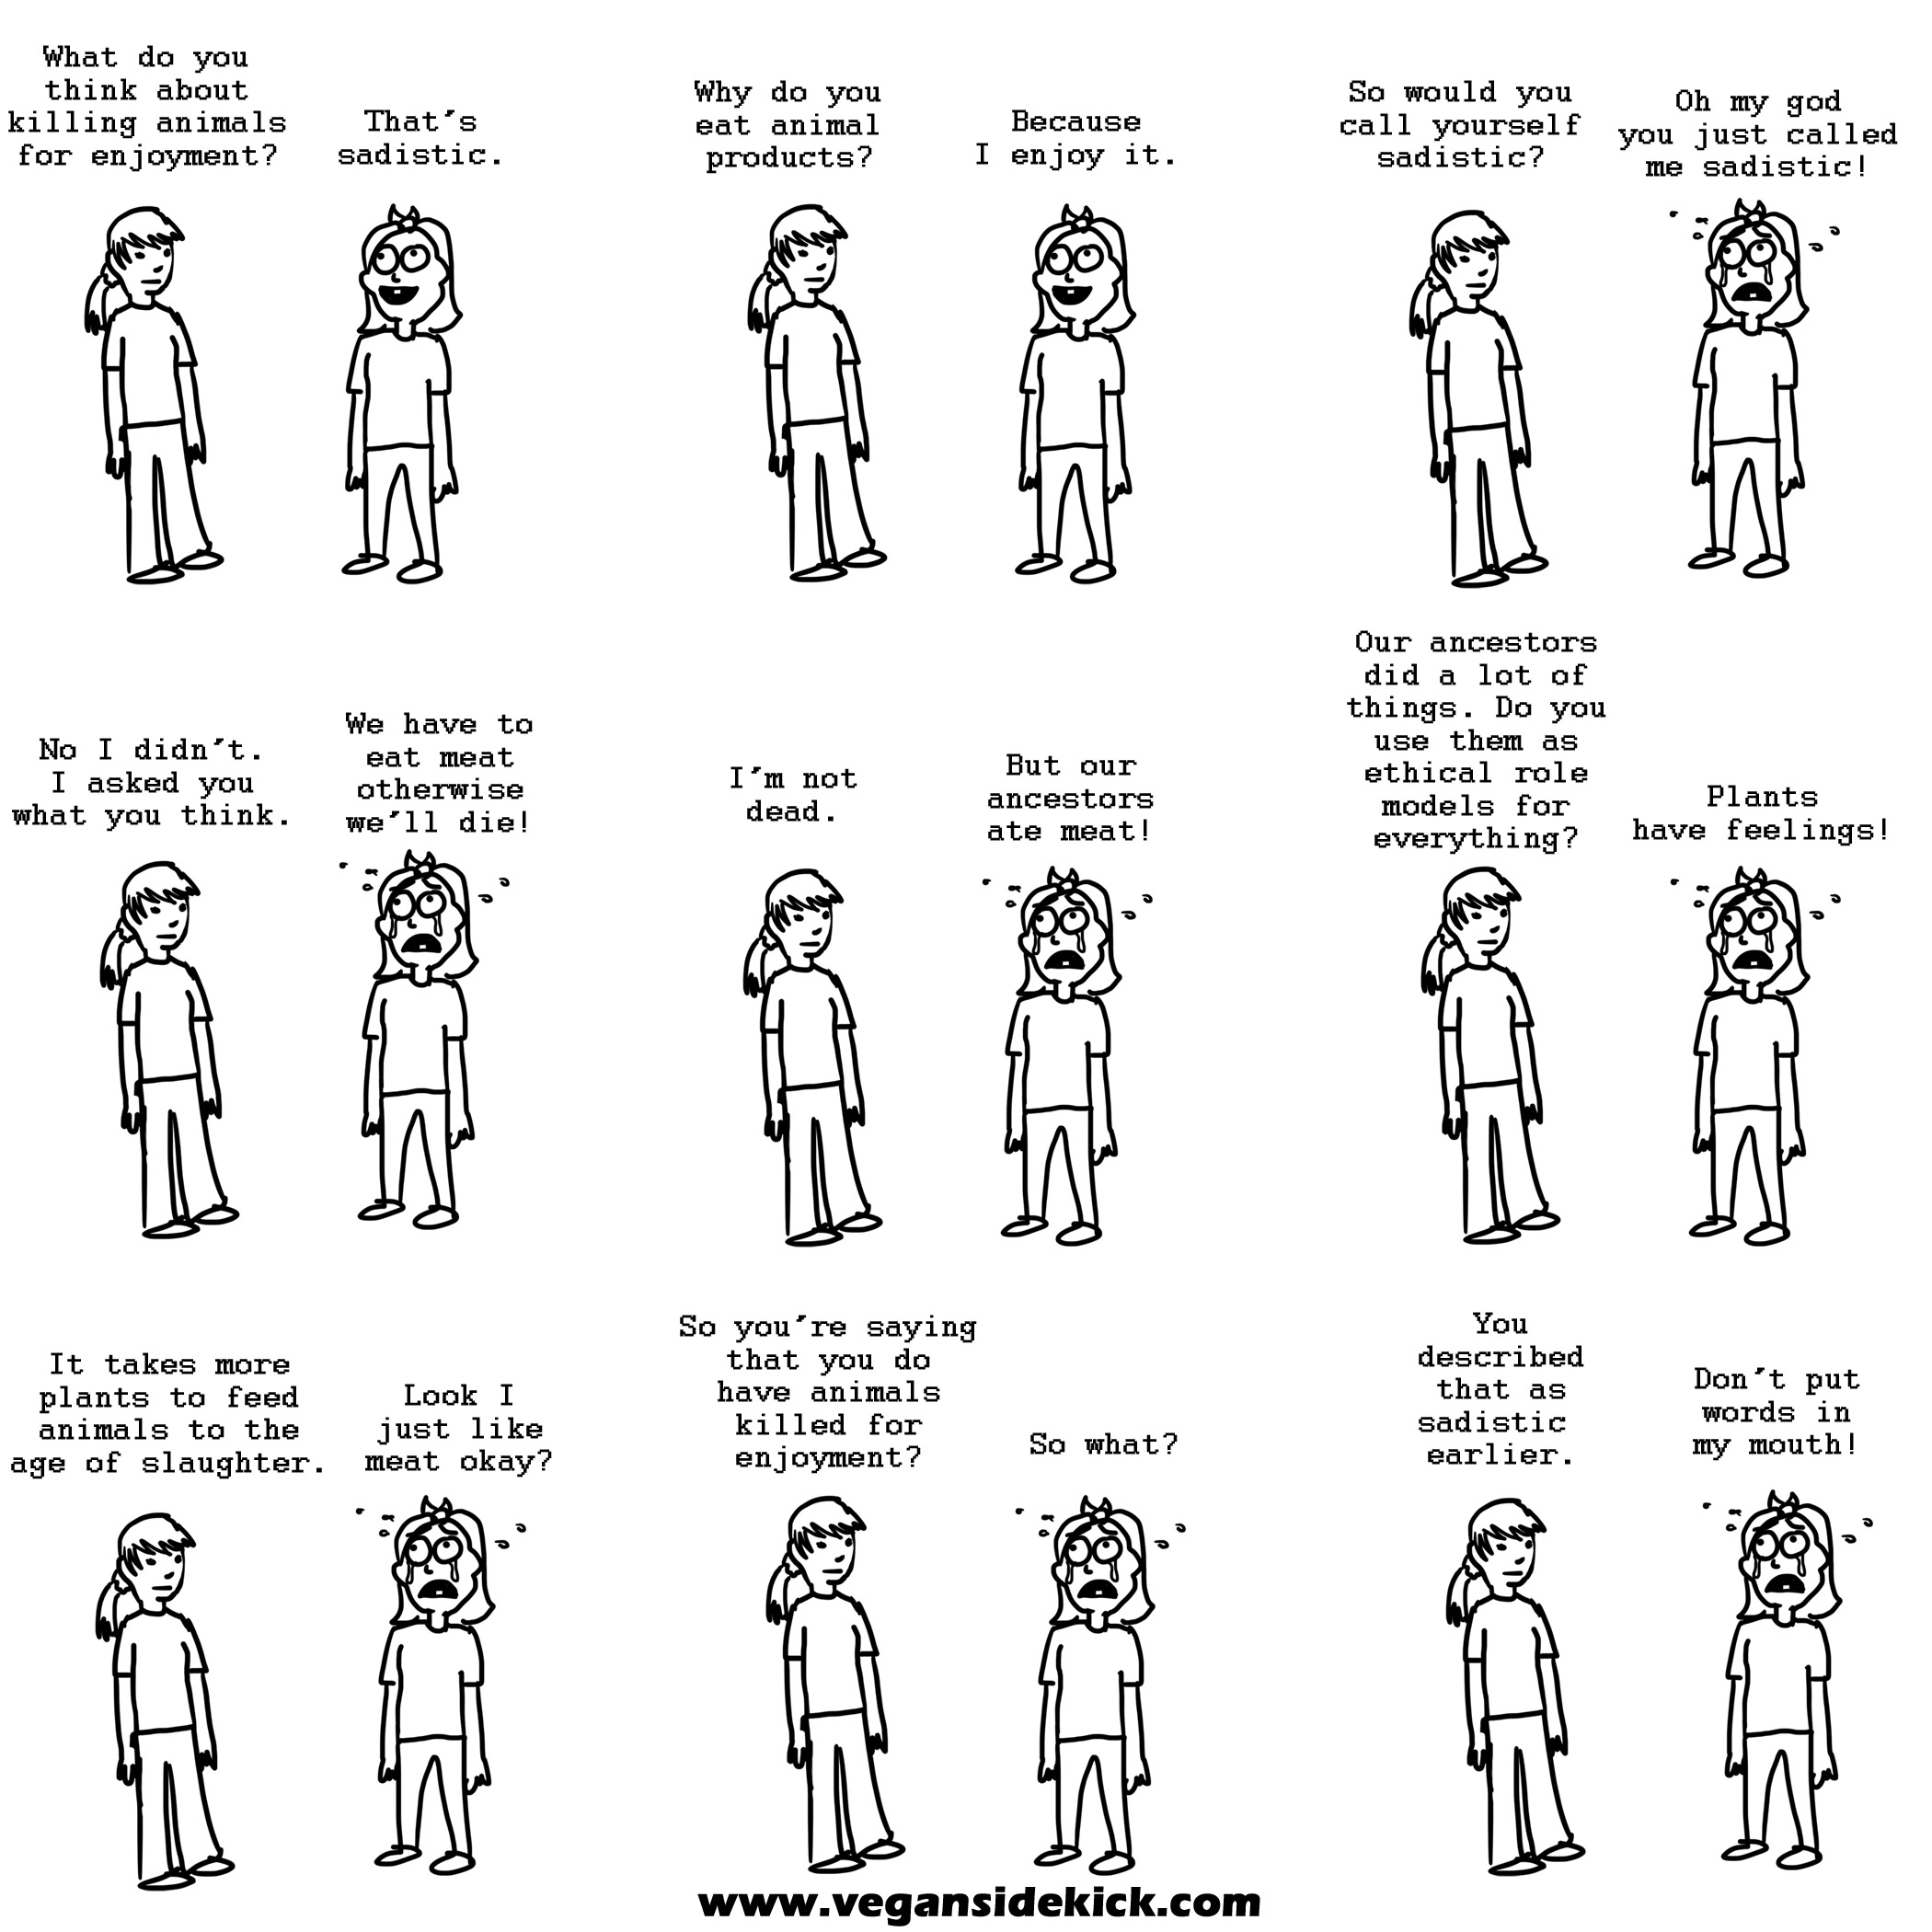 What do you
think about
killing animals
for enjoyment?
That's
sadistic.
Why do you
eat animal
products?
Because
I enjoy it.
So would you
call yourself
sadistic?
Oh my god
you just called
me sadistic!
No I didn't.
I asked you
what you think.
We have to
eat meat
otherwise
we'll die!
I'm not
dead.
But our
ancestors
ate meat!
Our ancestors
did a lot of
things. Do you
use them as
ethical role
models for
everything?
Plants
have feelings!
It takes more
plants to feed
animals to the
age of slaughter.
Look I
just like
meat okay?
So you're saying
that you do
have animals
killed for
enjoyment?
So what?
You
described
that as
sadistic
earlier.
Don't put
words in
my mouth!
www.vegansidekick.com